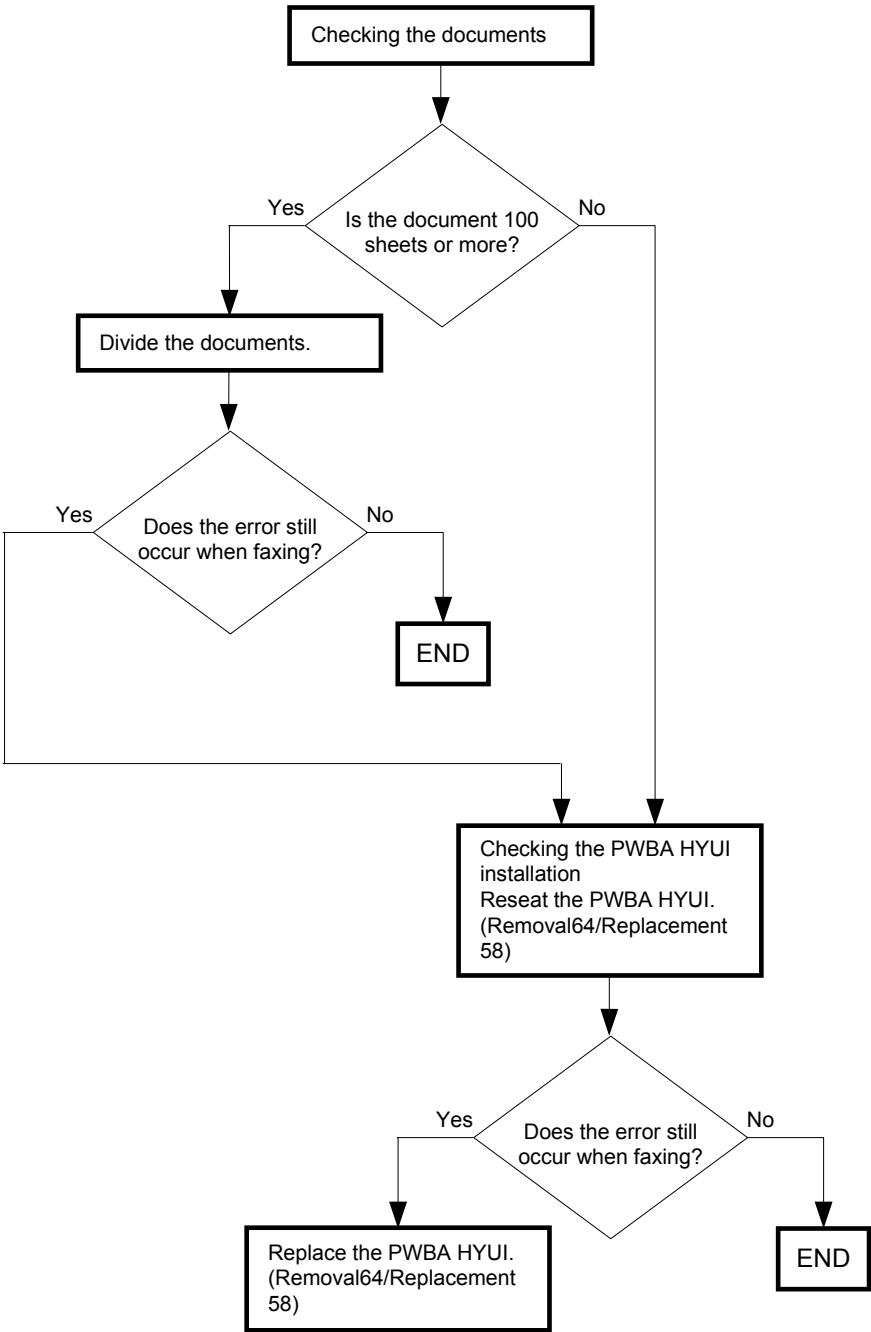 Checking the documents
Yes
No
Is the document 100
sheets or more?
Divide the documents.
Yes
No
Does the error still
occur when faxing?
END
Checking the PWBA HYUI
installation
Reseat the PWBA HYUI.
(Removal64/Replacement
58)
Yes
No
Does the error still
occur when faxing?
Replace the PWBA HYUI.
(Removal64/Replacement
58)
END